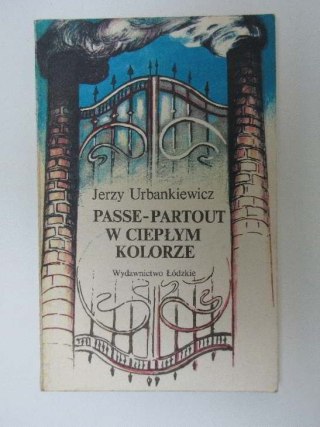 Jerzy Urbankiewicz
PASSE-PARTOUT
W CIEPŁYM
KOLORZE
Wydawnictwo Łódzkie